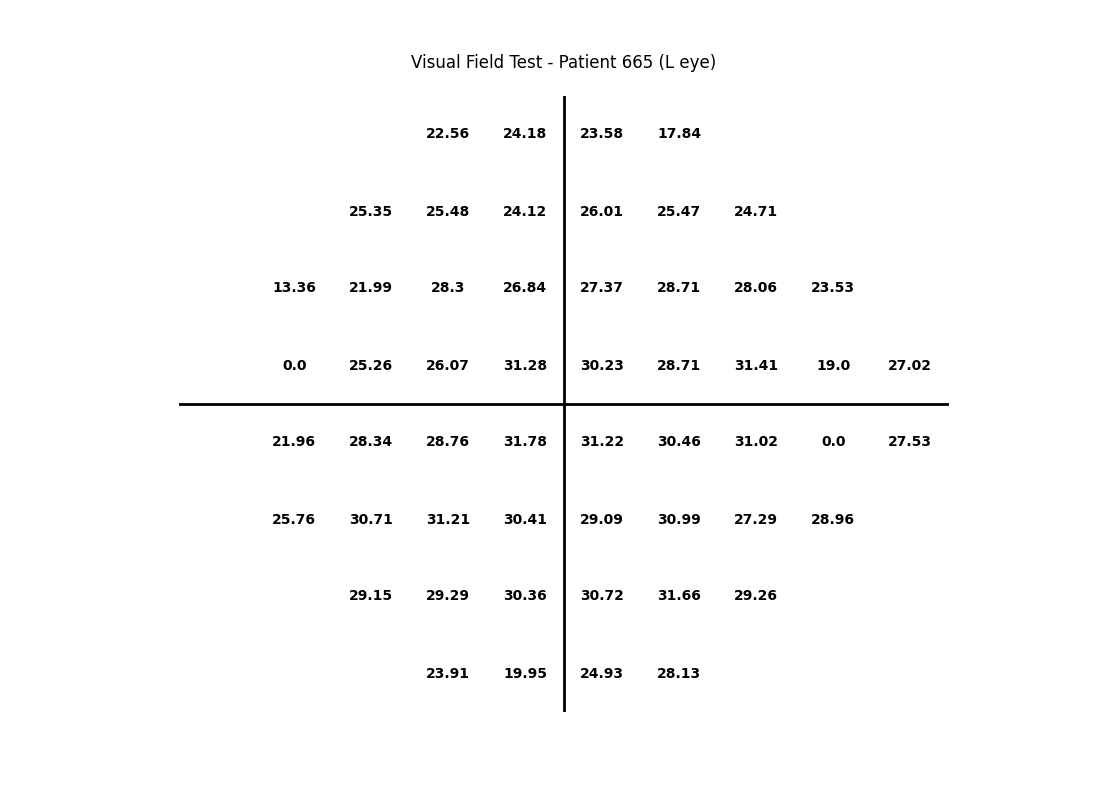 Visual Field Test - Patient 665 (L eye)
22.56 24.18 23.58 17.84
25.35 25.48 24.12 26.01 25.47 24.71
13.36 21.99 28.3 26.84 27.37 28.71 28.06 23.53
0.0 25.26 26.07 31.28 30.23 28.71 31.41 19.0 27.02
21.96 28.34 28.76 31.78 31.22 30.46 31.02 0.0 27.53
25.76 30.71 31.21 30.41 29.09 30.99 27.29 28.96
29.15 29.29 30.36 30.72 31.66 29.26
23.91 19.95 24.93 28.13